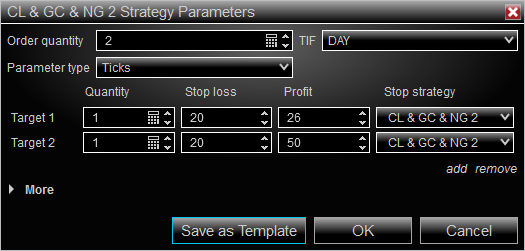 CL & GC & NG 2 Strategy Parameters
Order quantity 2 TIF DAY
Parameter type Ticks
Quantity Stop loss Profit Stop strategy
Target 1 1 20 26 CL & GC & NG 2
Target 2 1 20 50 CL & GC & NG 2
add remove
More
Save as Template OK Cancel